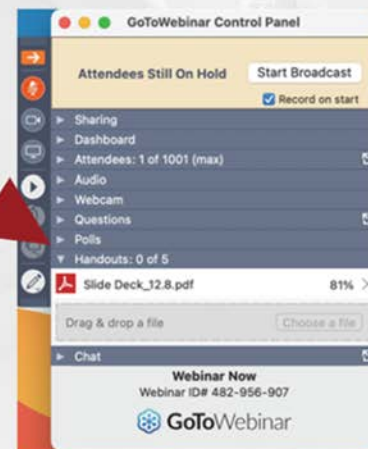 GoToWebinar Control Panel
Attendees Still On Hold
Start Broadcast
Record on start
Sharing
Dashboard
Attendees: 1 of 1001 (max)
Audio
Webcam
Questions
Polls
Handouts: 0 of 5
Slide Deck_12.8.pdf 81%
Drag & drop a file Choose a file
Chat
Webinar Now
Webinar ID# 482-956-907
GoToWebinar